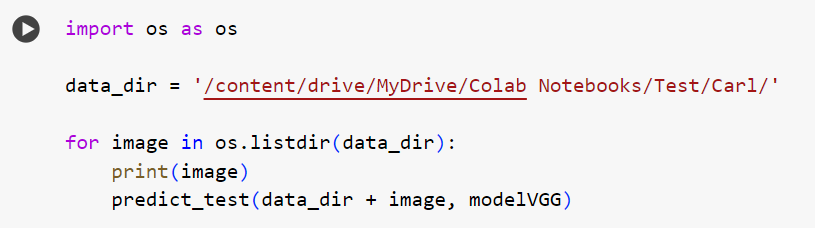 import os as os
data_dir = '/content/drive/MyDrive/Colab Notebooks/Test/Carl/'
for image in os.listdir(data_dir):
print(image)
predict_test(data_dir + image, modelVGG)